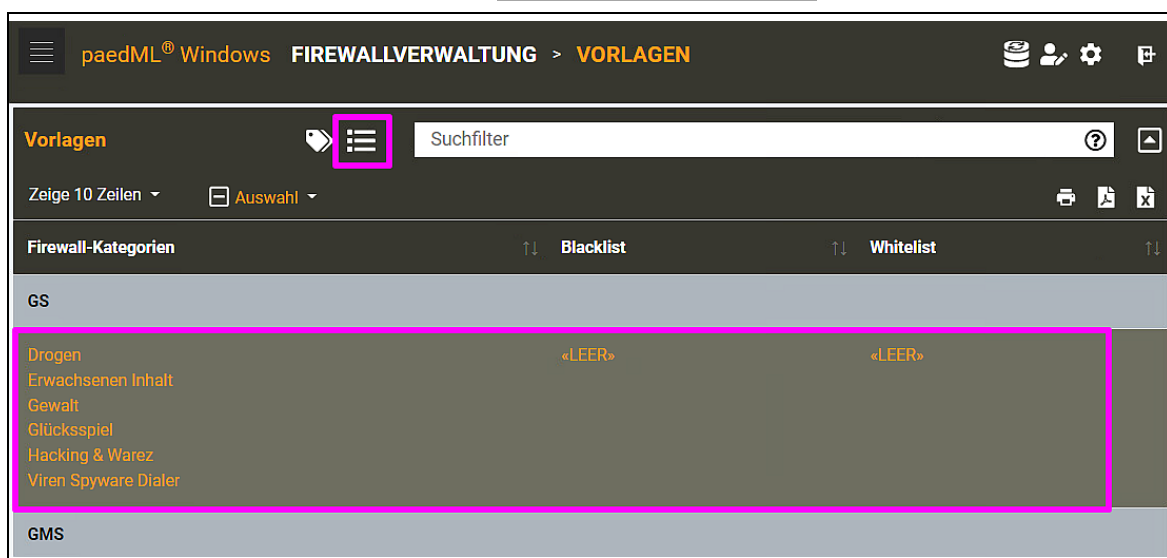 paedML® Windows FIREWALLVERWALTUNG > VORLAGEN
Vorlagen Suchfilter
Zeige 10 Zeilen Auswahl
Firewall-Kategorien Blacklist Whitelist
GS
Drogen «LEER» «LEER»
Erwachsenen Inhalt
Gewalt
Glücksspiel
Hacking & Warez
Viren Spyware Dialer
GMS